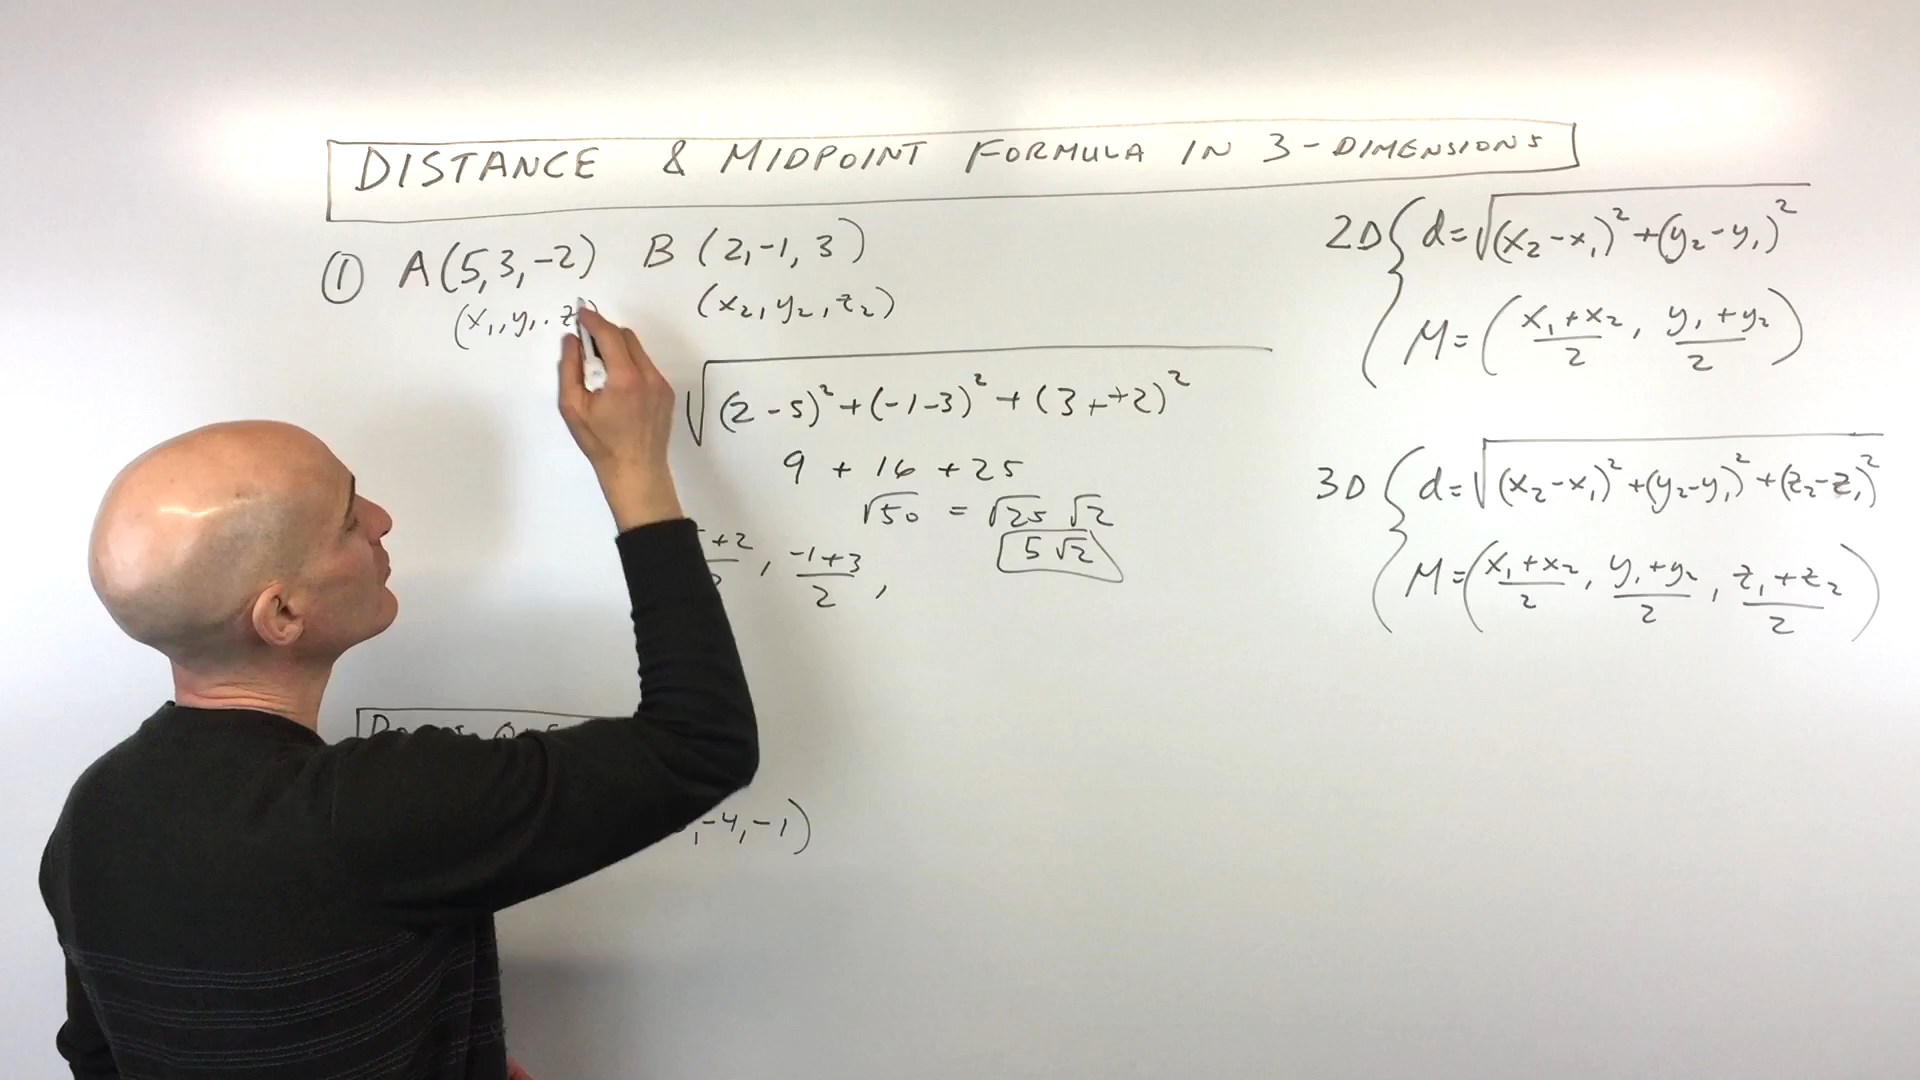 DISTANCE & MIDPOINT FORMULA IN 3-DIMENSIONS
① A(5,3,-2) B(2,-1,3)
(x₁,y₁,z (x₂,y₂,z₂)
√(2-5)²+(-1-3)²+(3++2)²
9 + 16 + 25
√50 = √25 √2
5√2
+2/2, -1+3/2,
,-4,-1)
2D { d=√(x₂-x₁)²+(y₂-y₁)²
M=(x₁+x₂/2, y₁+y₂/2)
3D { d=√(x₂-x₁)²+(y₂-y₁)²+(z₂-z₁)²
M=(x₁+x₂/2, y₁+y₂/2, z₁+z₂/2)